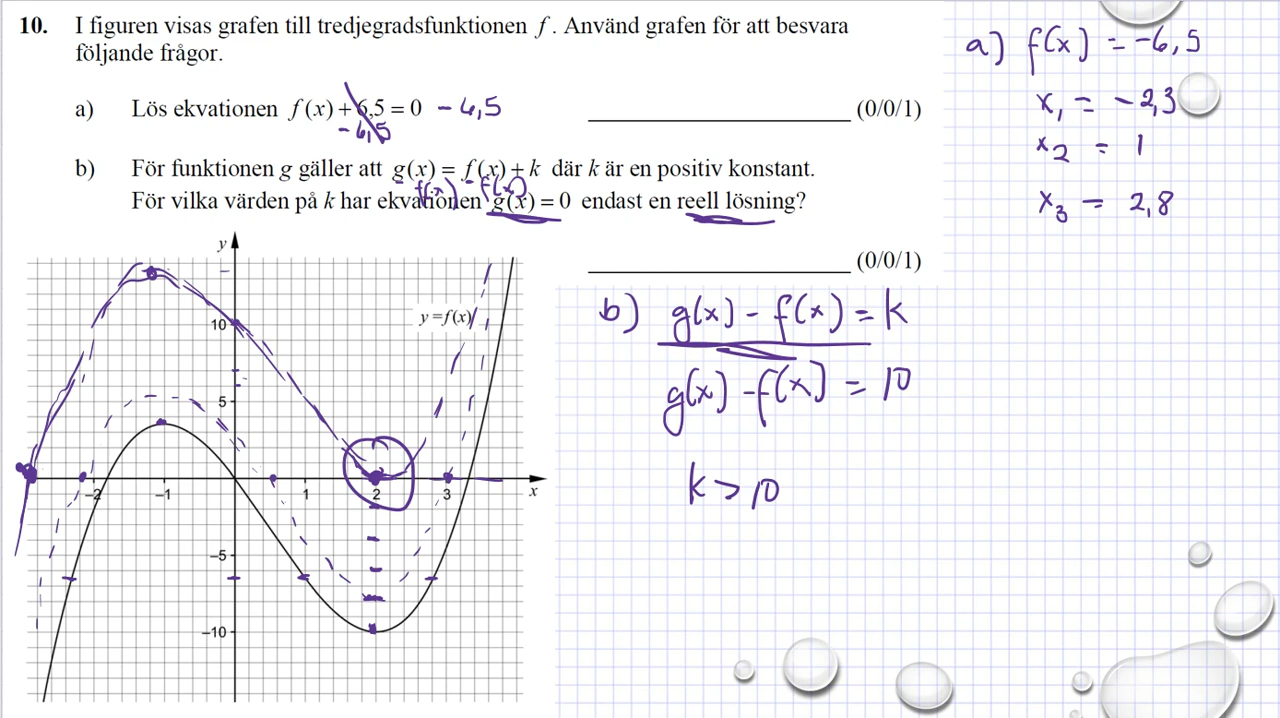 10. I figuren visas grafen till tredjegradsfunktionen f. Använd grafen för att besvara
följande frågor.
a) Lös ekvationen f(x)+6,5=0 -6,5
-6,5
(0/0/1)
b) För funktionen g gäller att g(x) = f(x)+k där k är en positiv konstant.
-f(x) -f(x)
För vilka värden på k har ekvationen g(x)=0 endast en reell lösning?
(0/0/1)
y
10
5
-2 -1 1 2 3 x
-5
-10
y=f(x)
a) f(x) = -6,5
x₁ = -2,3
x₂ = 1
x₃ = 2,8
b) g(x) - f(x) = k
g(x) - f(x) = 10
k > 10